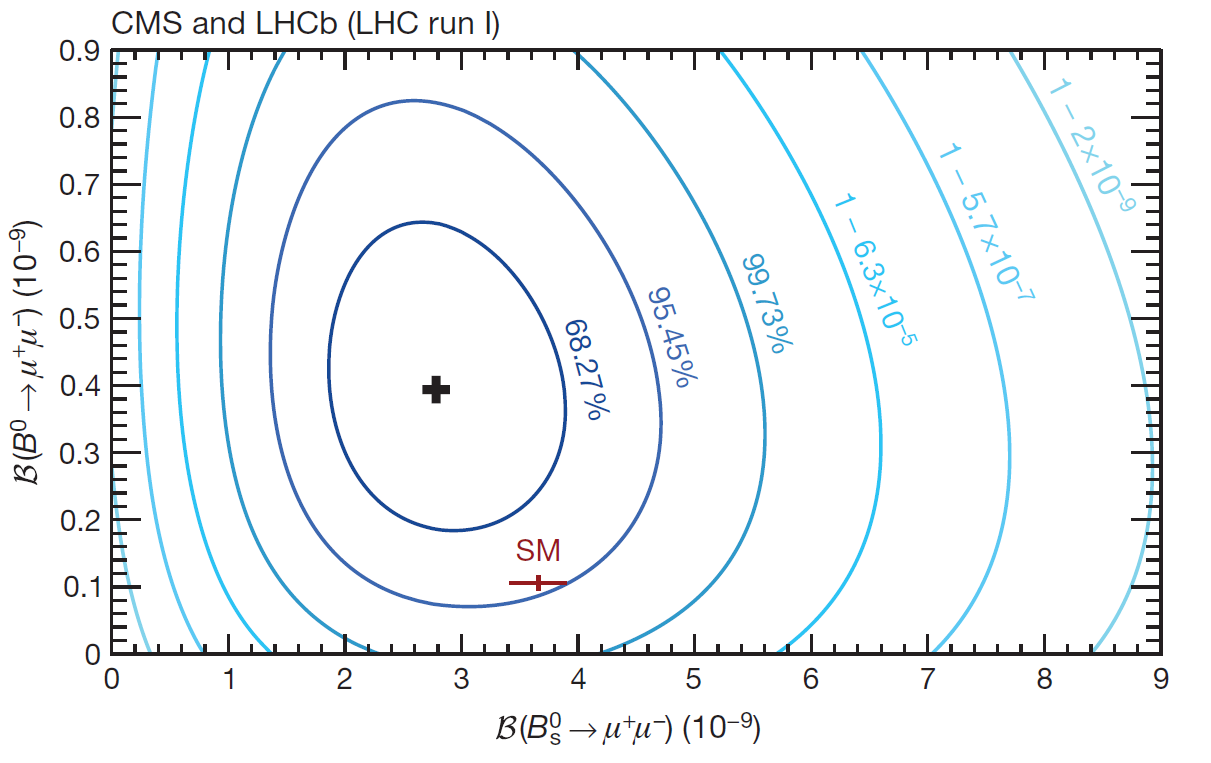 CMS and LHCb (LHC run I)
0.9
0.8
0.7
0.6
0.5
0.4
0.3
0.2
0.1
0
ℬ(B⁰ → μ⁺μ⁻) (10⁻⁹)
68.27%
95.45%
99.73%
1 − 6.3×10⁻⁵
1 − 5.7×10⁻⁷
1 − 2×10⁻⁹
SM
0 1 2 3 4 5 6 7 8 9
ℬ(B⁰ₛ → μ⁺μ⁻) (10⁻⁹)